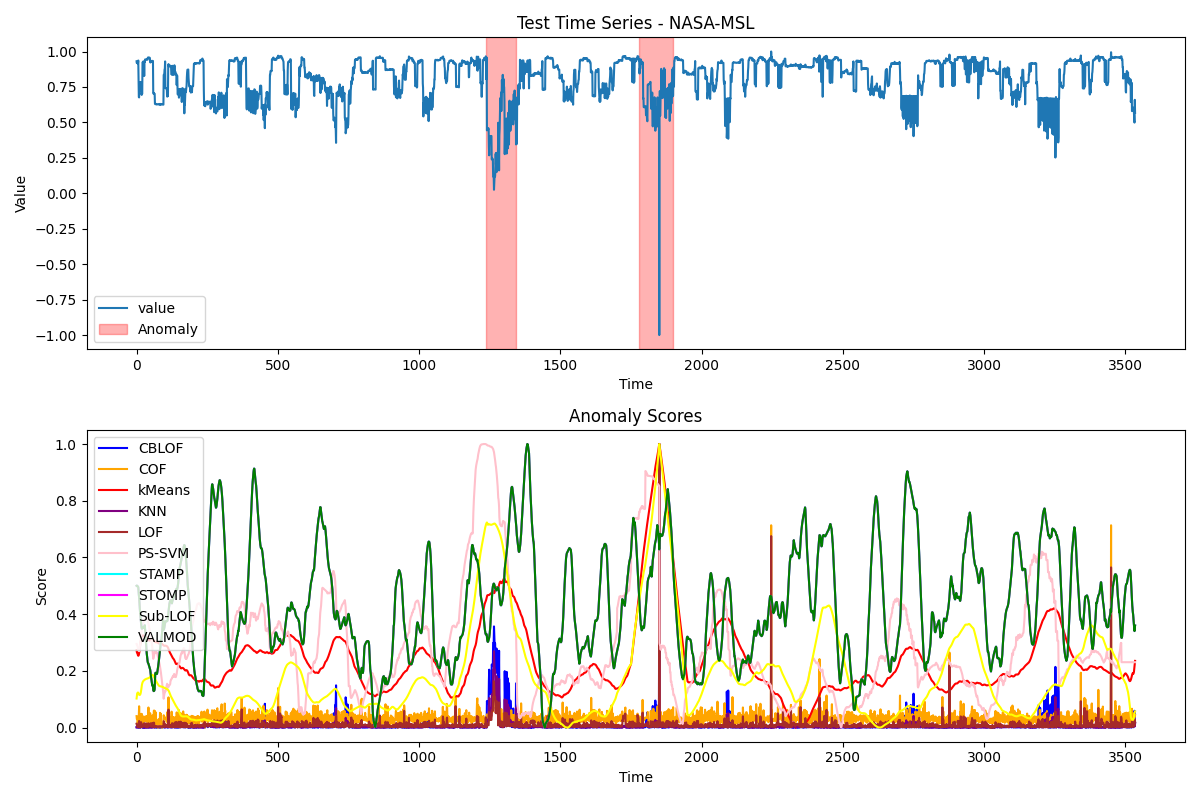 Test Time Series - NASA-MSL
1.00
0.75
0.50
0.25
0.00
−0.25
−0.50
−0.75
−1.00
Value
value
Anomaly
0 500 1000 1500 2000 2500 3000 3500
Time
Anomaly Scores
1.0
0.8
0.6
0.4
0.2
0.0
Score
CBLOF
COF
kMeans
KNN
LOF
PS-SVM
STAMP
STOMP
Sub-LOF
VALMOD
0 500 1000 1500 2000 2500 3000 3500
Time